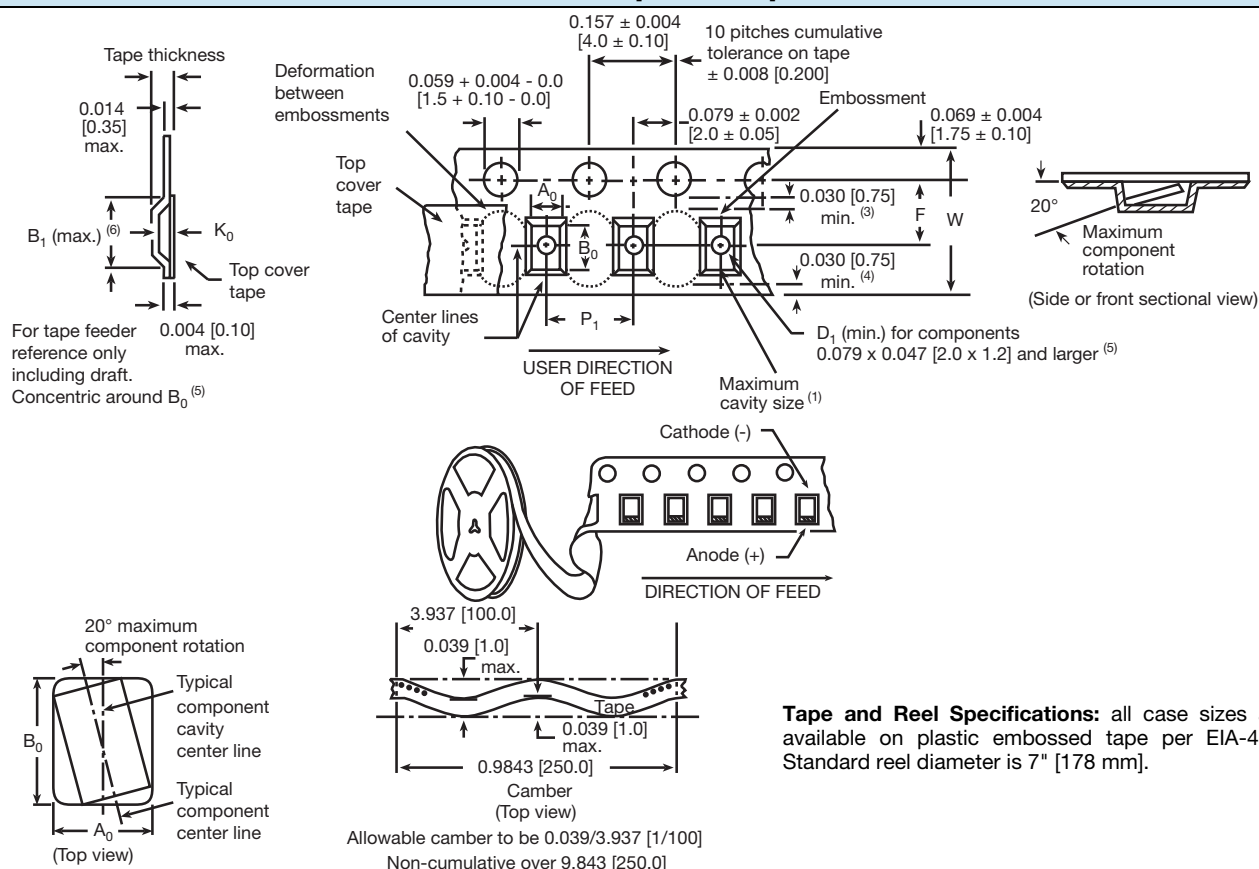 0.157 ± 0.004
[4.0 ± 0.10]
10 pitches cumulative
tolerance on tape
± 0.008 [0.200]
Tape thickness
Deformation
between
embossments
0.059 + 0.004 - 0.0
[1.5 + 0.10 - 0.0]
Embossment
0.014
[0.35]
max.
0.079 ± 0.002
[2.0 ± 0.05]
0.069 ± 0.004
[1.75 ± 0.10]
Top
cover
tape
A0
0.030 [0.75]
min. (3)
F
W
20°
B1 (max.) (6)
K0
B0
Maximum
component
rotation
Top cover
tape
0.030 [0.75]
min. (4)
(Side or front sectional view)
Center lines
of cavity
P1
D1 (min.) for components
0.079 x 0.047 [2.0 x 1.2] and larger (5)
For tape feeder
reference only
including draft.
Concentric around B0 (5)
0.004 [0.10]
max.
USER DIRECTION
OF FEED
Maximum
cavity size (1)
Cathode (-)
Anode (+)
DIRECTION OF FEED
20° maximum
component rotation
Typical
component
cavity
center line
B0
Typical
component
center line
A0
(Top view)
3.937 [100.0]
0.039 [1.0]
max.
Tape
0.039 [1.0]
max.
0.9843 [250.0]
Camber
(Top view)
Allowable camber to be 0.039/3.937 [1/100]
Non-cumulative over 9.843 [250.0]
Tape and Reel Specifications: all case sizes
available on plastic embossed tape per EIA-4
Standard reel diameter is 7" [178 mm].